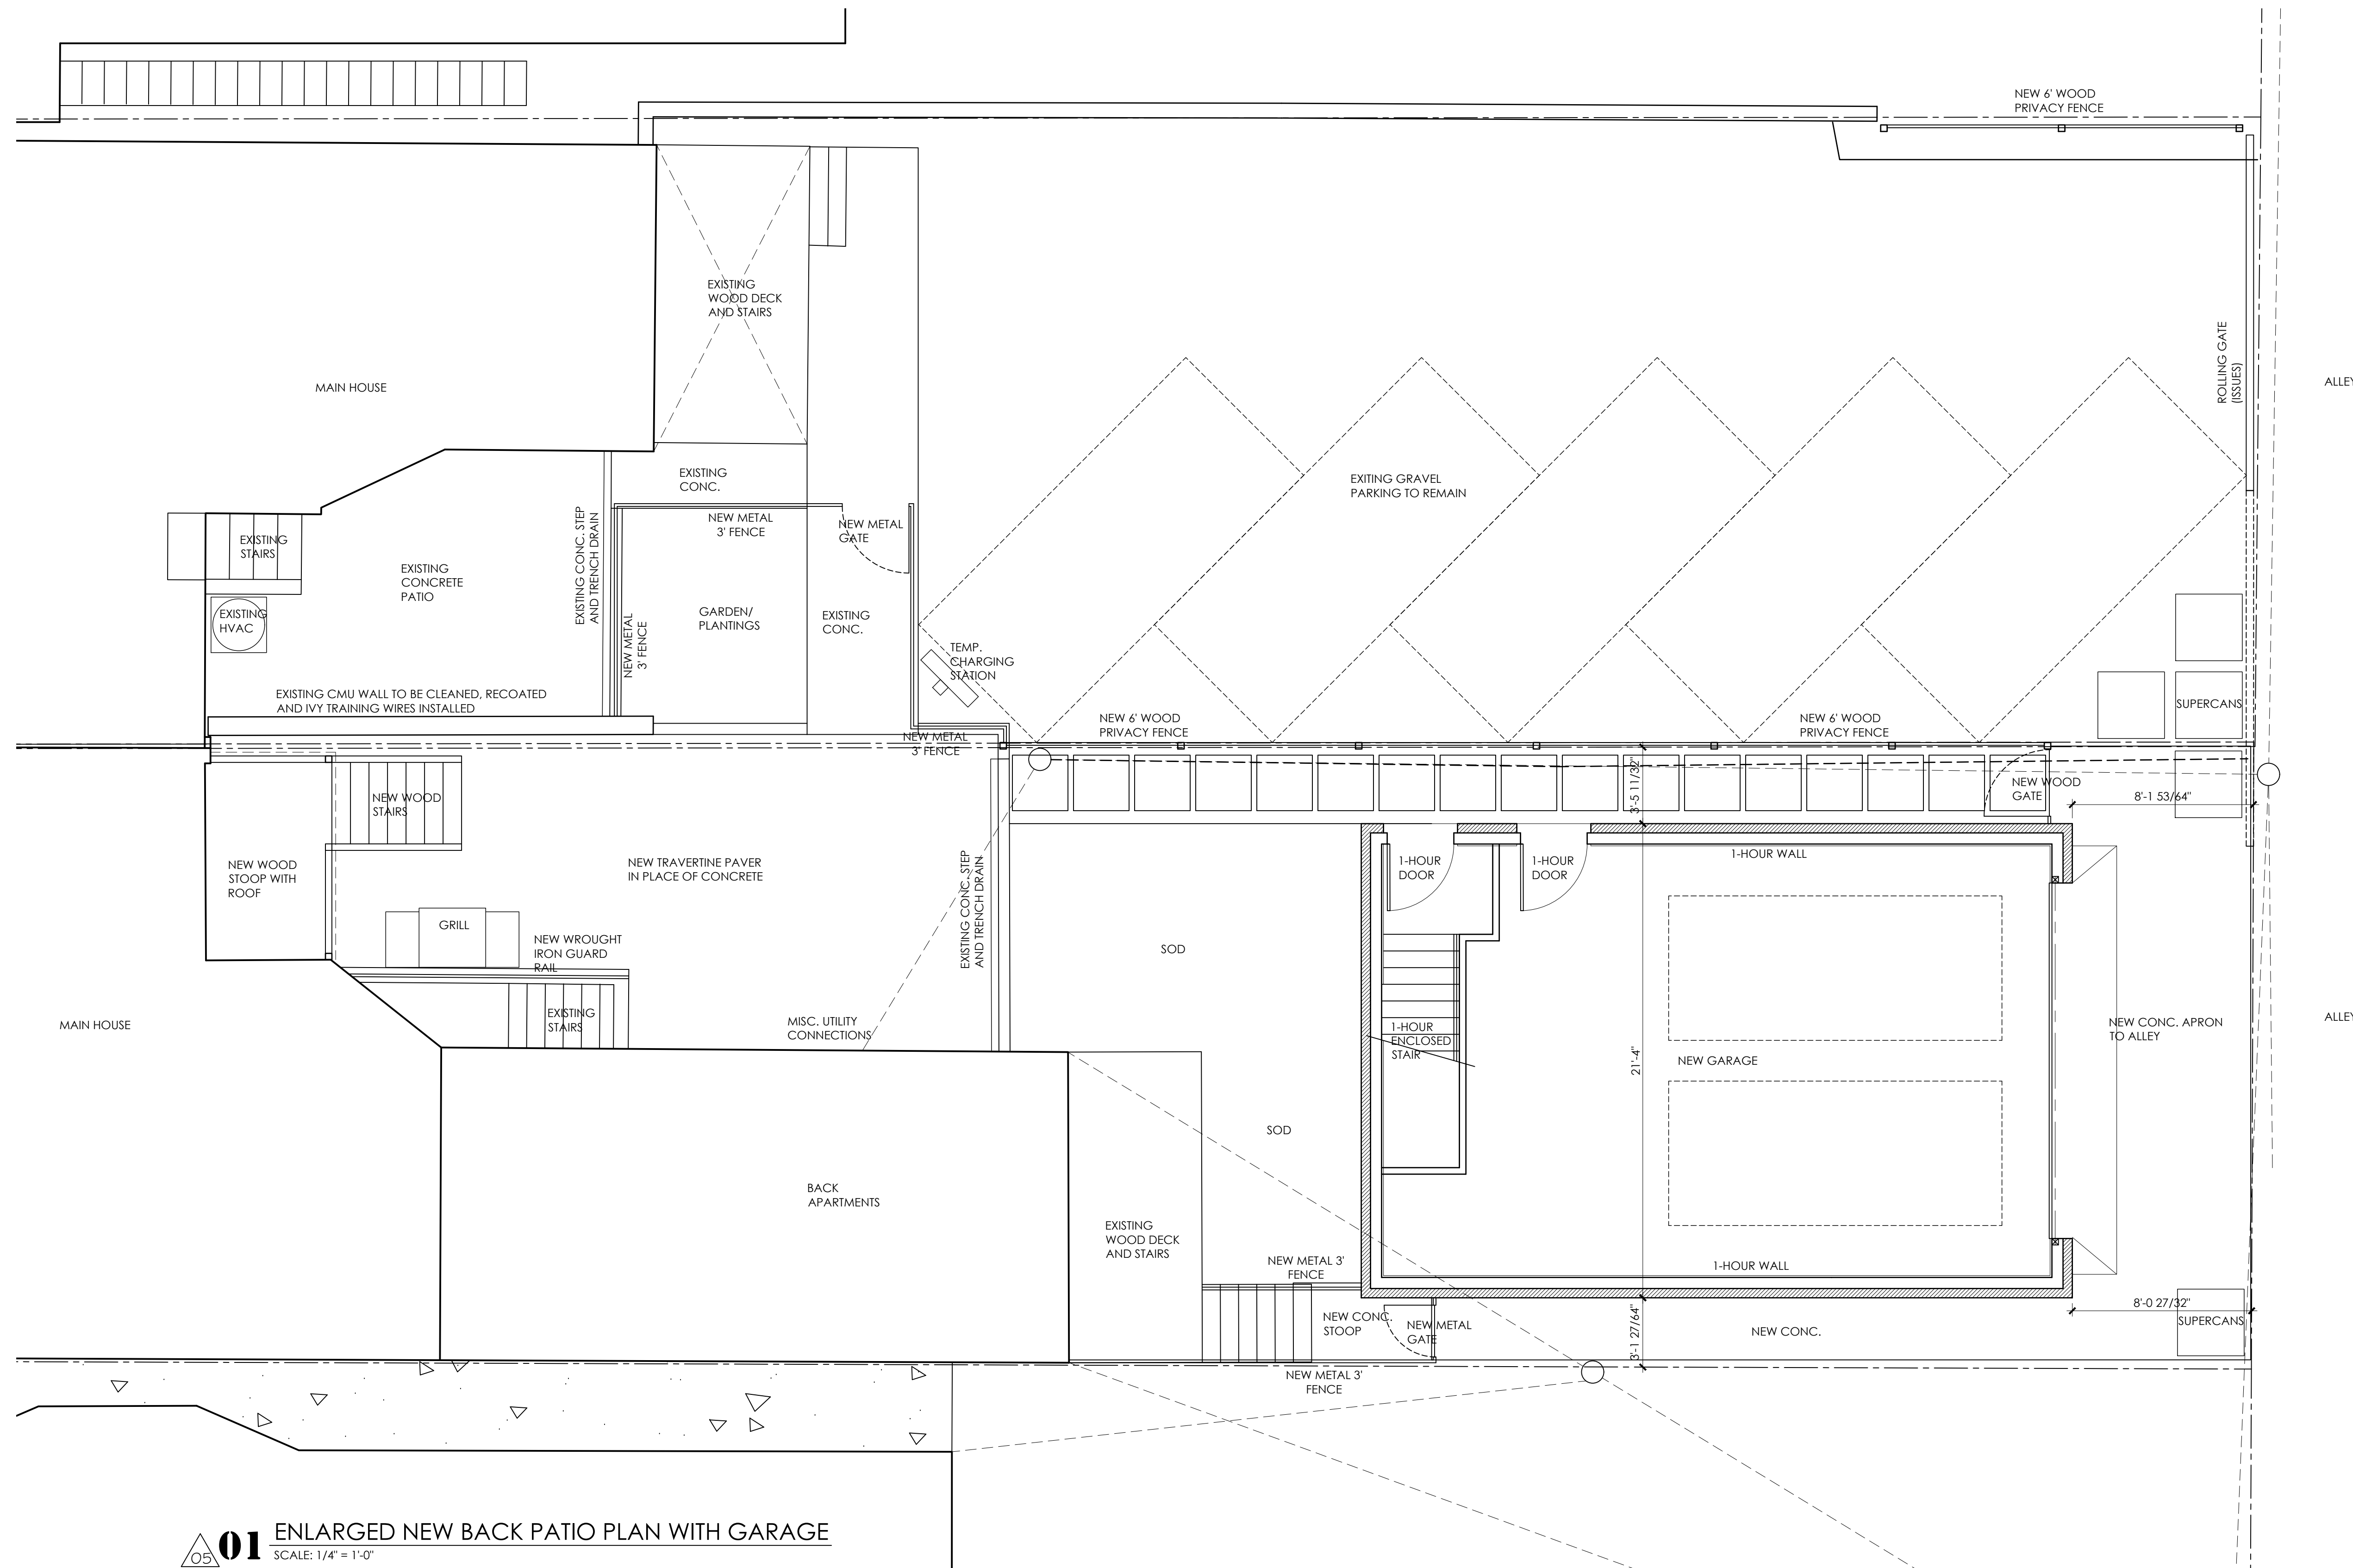 NEW 6' WOOD
PRIVACY FENCE
EXISTING
WOOD DECK
AND STAIRS
ROLLING GATE
(ISSUES)
MAIN HOUSE
ALLEY
EXISTING
CONC.
EXITING GRAVEL
PARKING TO REMAIN
NEW METAL
3' FENCE
NEW METAL
GATE
EXISTING CONC. STEP
AND TRENCH DRAIN
EXISTING
STAIRS
EXISTING
CONCRETE
PATIO
EXISTING
HVAC
GARDEN/
PLANTINGS
EXISTING
CONC.
NEW METAL
3' FENCE
TEMP.
CHARGING
STATION
EXISTING CMU WALL TO BE CLEANED, RECOATED
AND IVY TRAINING WIRES INSTALLED
SUPERCANS
NEW 6' WOOD
PRIVACY FENCE
NEW 6' WOOD
PRIVACY FENCE
NEW METAL
3' FENCE
3'-5 11/32"
NEW WOOD
GATE
8'-1 53/64"
NEW WOOD
STAIRS
NEW WOOD
STOOP WITH
ROOF
NEW TRAVERTINE PAVER
IN PLACE OF CONCRETE
EXISTING CONC. STEP
AND TRENCH DRAIN
1-HOUR
DOOR
1-HOUR
DOOR
1-HOUR WALL
GRILL
NEW WROUGHT
IRON GUARD
RAIL
SOD
EXISTING
STAIRS
MISC. UTILITY
CONNECTIONS
MAIN HOUSE
1-HOUR
ENCLOSED
STAIR
21'-4"
NEW GARAGE
NEW CONC. APRON
TO ALLEY
ALLEY
SOD
BACK
APARTMENTS
EXISTING
WOOD DECK
AND STAIRS
NEW METAL 3'
FENCE
1-HOUR WALL
NEW CONC.
STOOP
NEW METAL
GATE
3'-1 27/64"
NEW CONC.
8'-0 27/32"
SUPERCANS
NEW METAL 3'
FENCE
05
01
ENLARGED NEW BACK PATIO PLAN WITH GARAGE
SCALE: 1/4" = 1'-0"